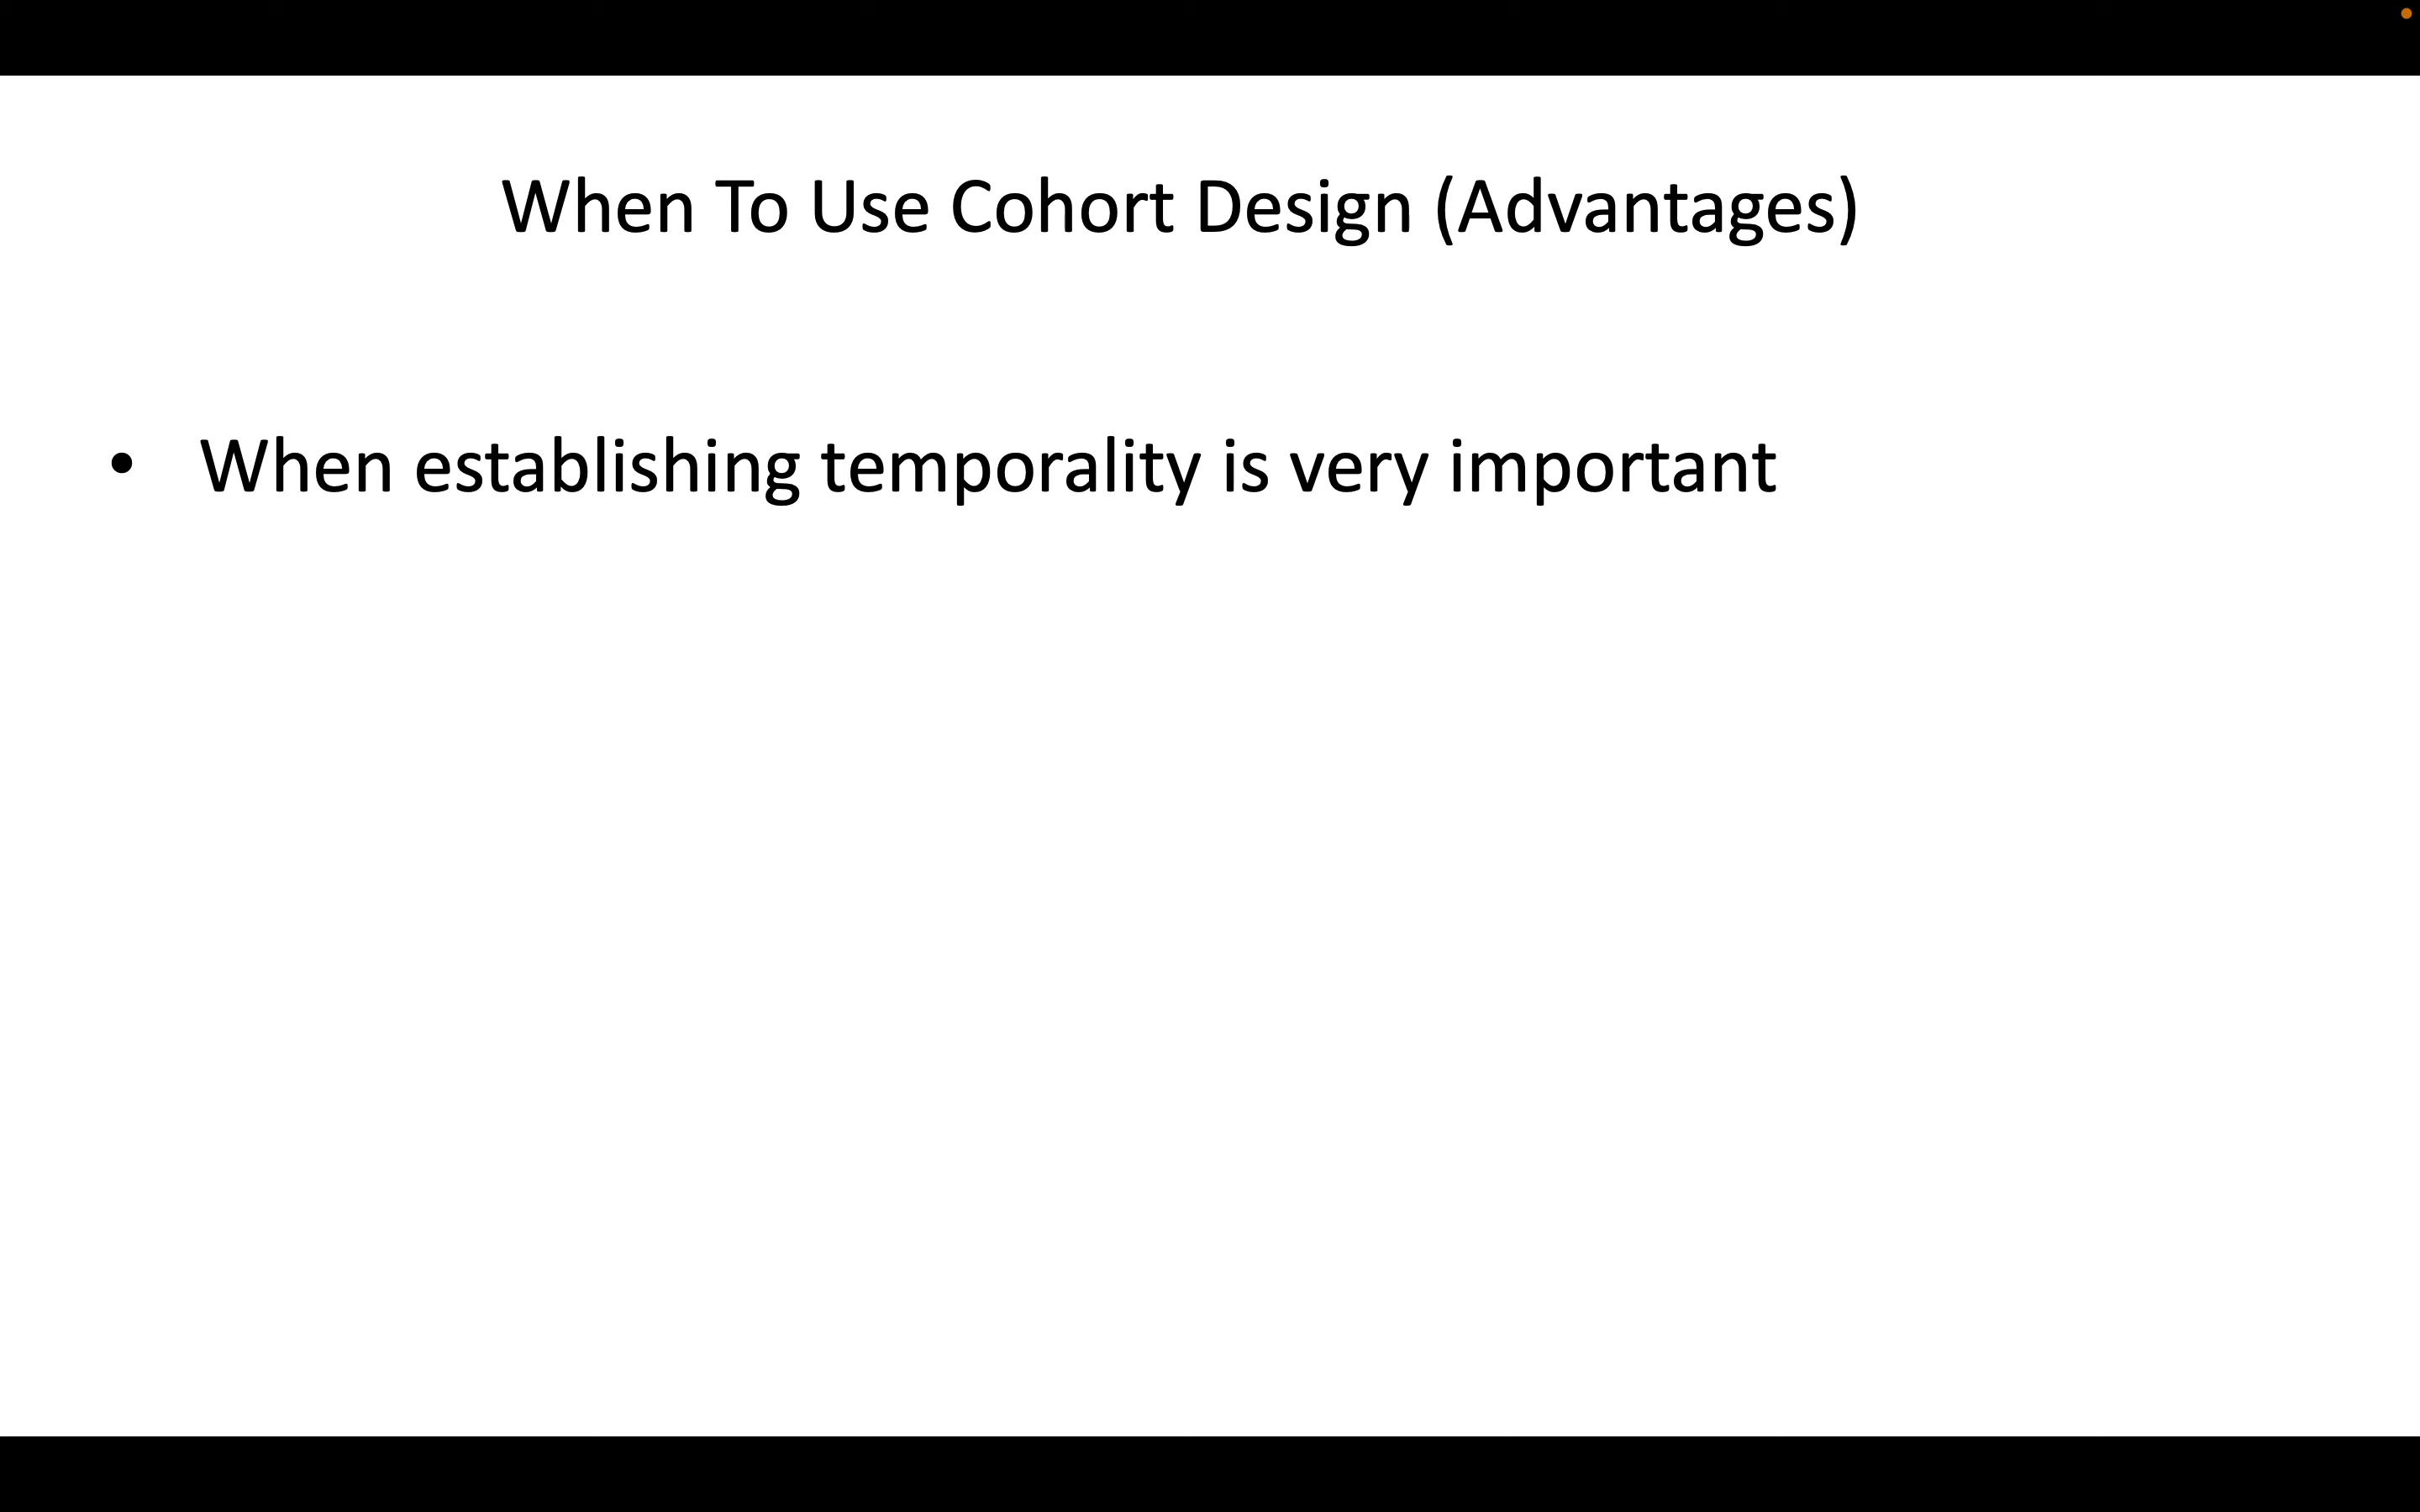 When To Use Cohort Design (Advantages)
• When establishing temporality is very important